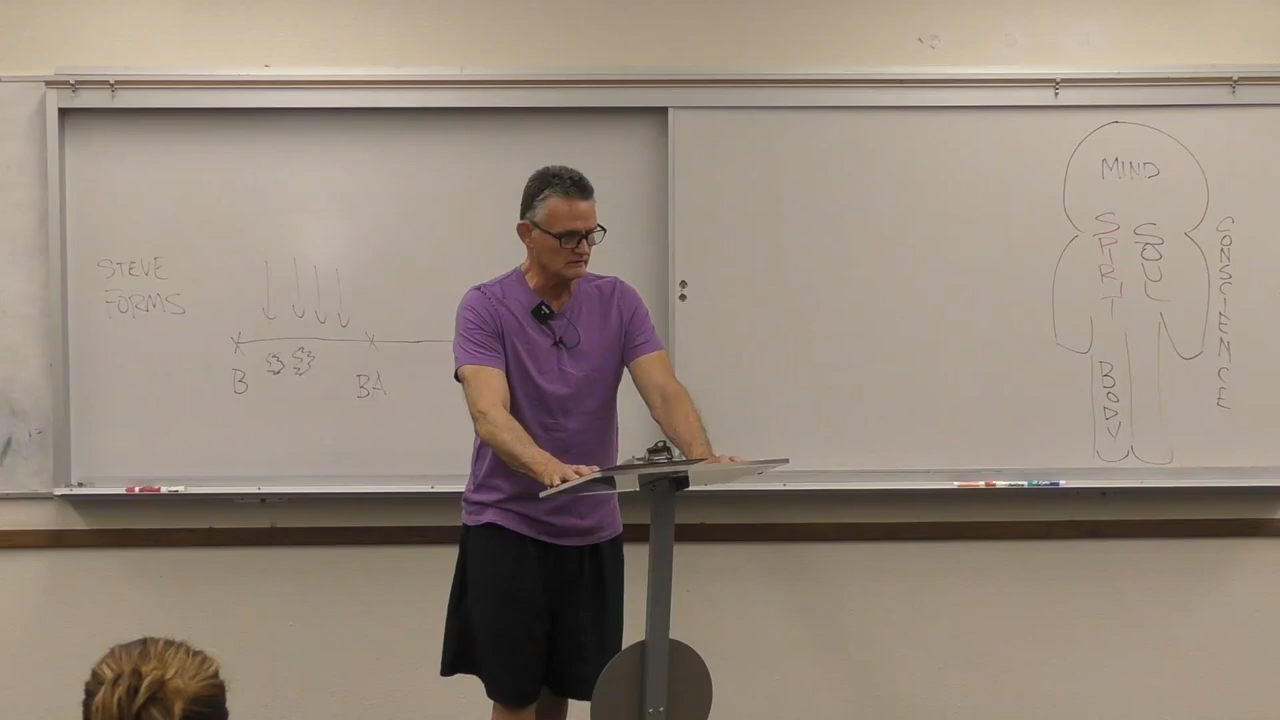 STEVE
FORMS
B
BA
MIND
SPIRIT
SOUL
BODY
CONSCIENCE